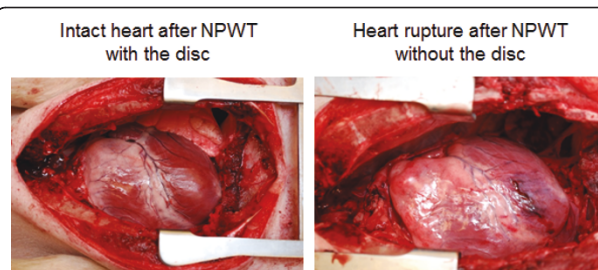 Intact heart after NPWT
with the disc
Heart rupture after NPWT
without the disc